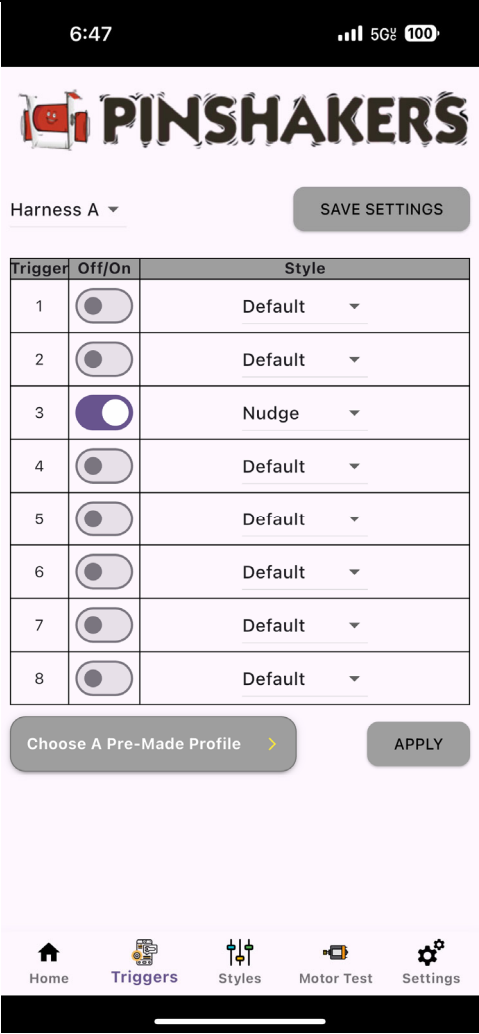 6:47
5G 100
PINSHAKERS
Harness A
SAVE SETTINGS
Trigger Off/On Style
1 Default
2 Default
3 Nudge
4 Default
5 Default
6 Default
7 Default
8 Default
Choose A Pre-Made Profile
APPLY
Home Triggers Styles Motor Test Settings